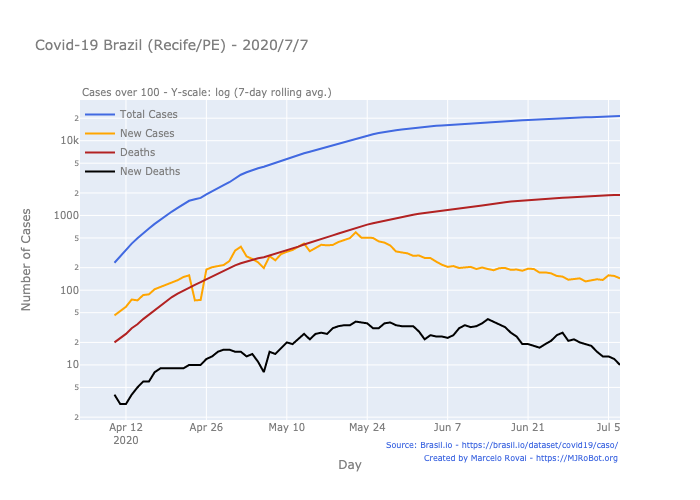 Covid-19 Brazil (Recife/PE) - 2020/7/7
Cases over 100 - Y-scale: log (7-day rolling avg.)
Total Cases
New Cases
Deaths
New Deaths
2
10k
5
2
1000
5
2
100
5
2
10
5
2
Number of Cases
Apr 12
2020
Apr 26
May 10
May 24
Jun 7
Jun 21
Jul 5
Day
Source: Brasil.io - https://brasil.io/dataset/covid19/caso/
Created by Marcelo Rovai - https://MJRoBot.org